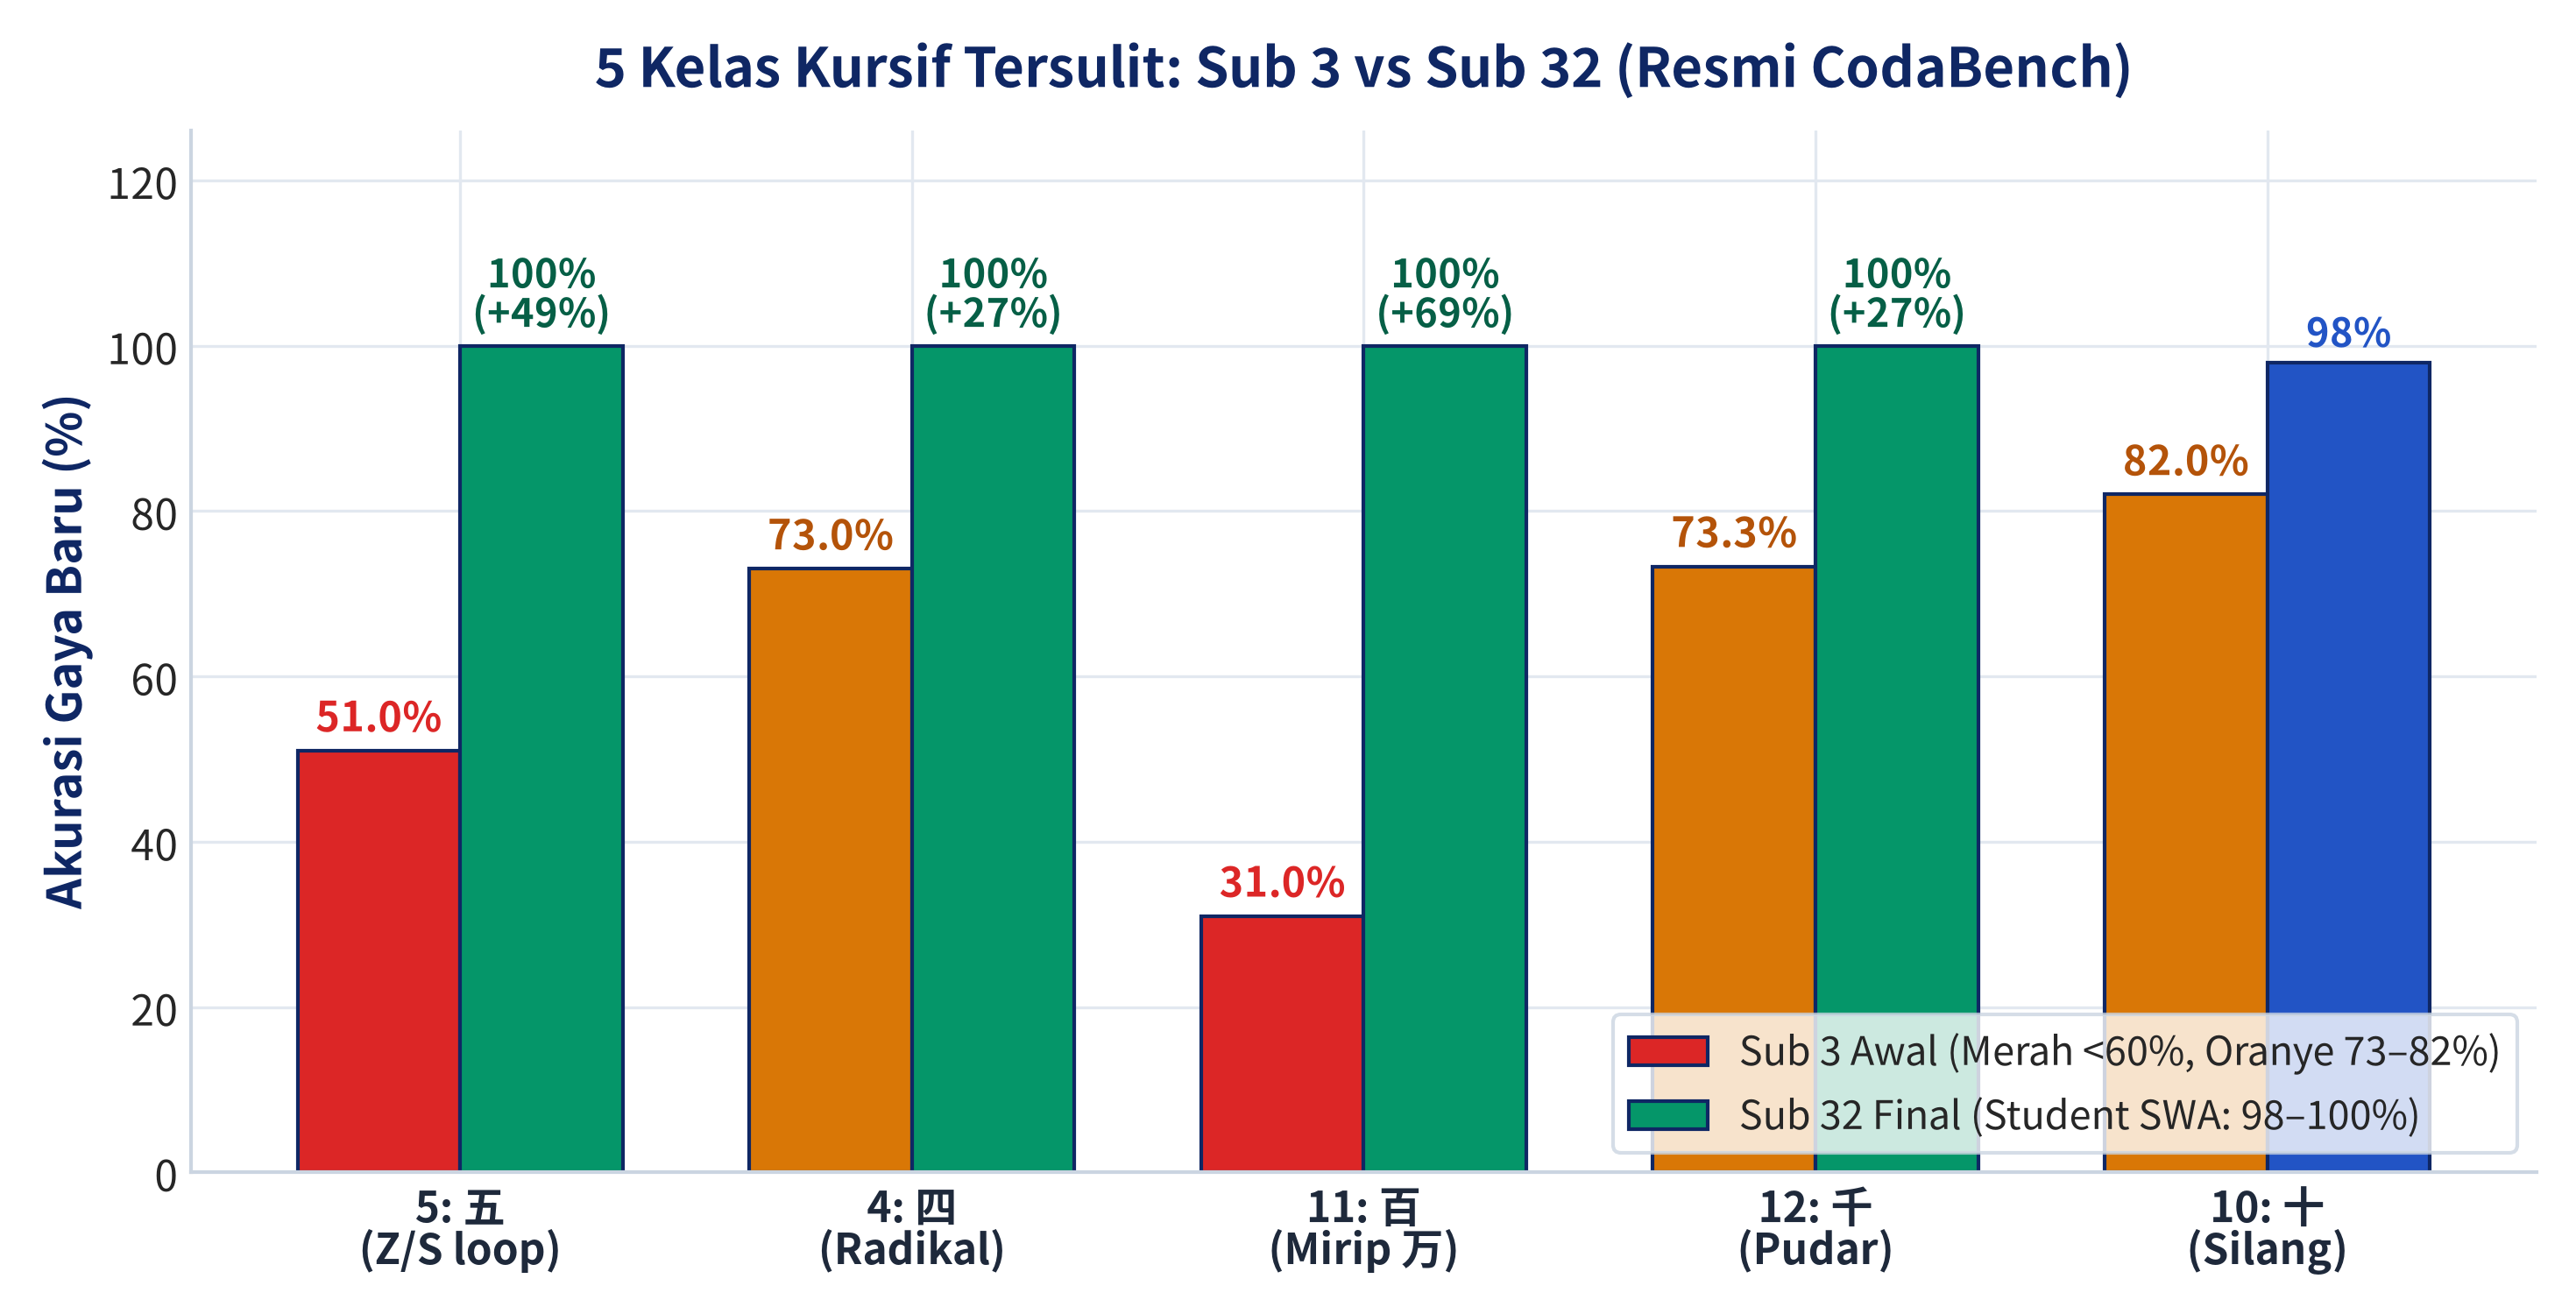 5 Kelas Kursif Tersulit: Sub 3 vs Sub 32 (Resmi CodaBench)
Akurasi Gaya Baru (%)
120
100
80
60
40
20
0
51.0%
100%
(+49%)
73.0%
100%
(+27%)
31.0%
100%
(+69%)
73.3%
100%
(+27%)
82.0%
98%
Sub 3 Awal (Merah <60%, Oranye 73–82%)
Sub 32 Final (Student SWA: 98–100%)
5: 五
(Z/S loop)
4: 四
(Radikal)
11: 百
(Mirip 万)
12: 千
(Pudar)
10: 十
(Silang)